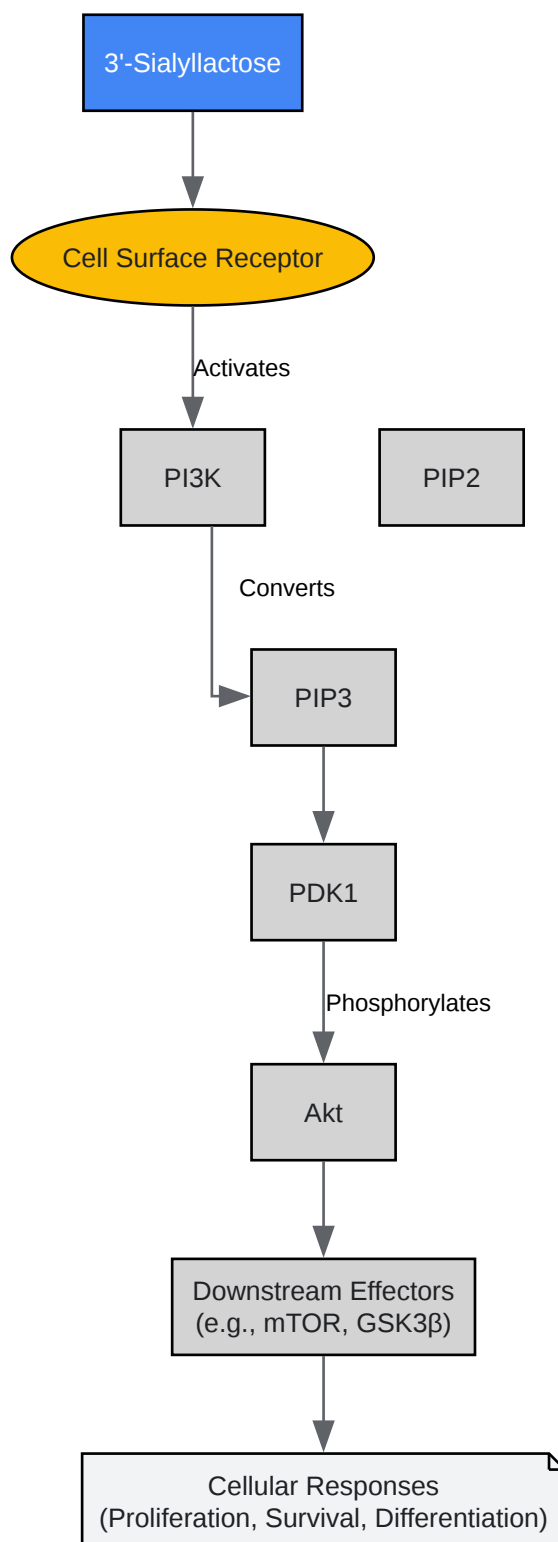 3'-Sialyllactose
Cell Surface Receptor
Activates
PI3K
PIP2
Converts
PIP3
PDK1
Phosphorylates
Akt
Downstream Effectors
(e.g., mTOR, GSK3β)
Cellular Responses
(Proliferation, Survival, Differentiation)